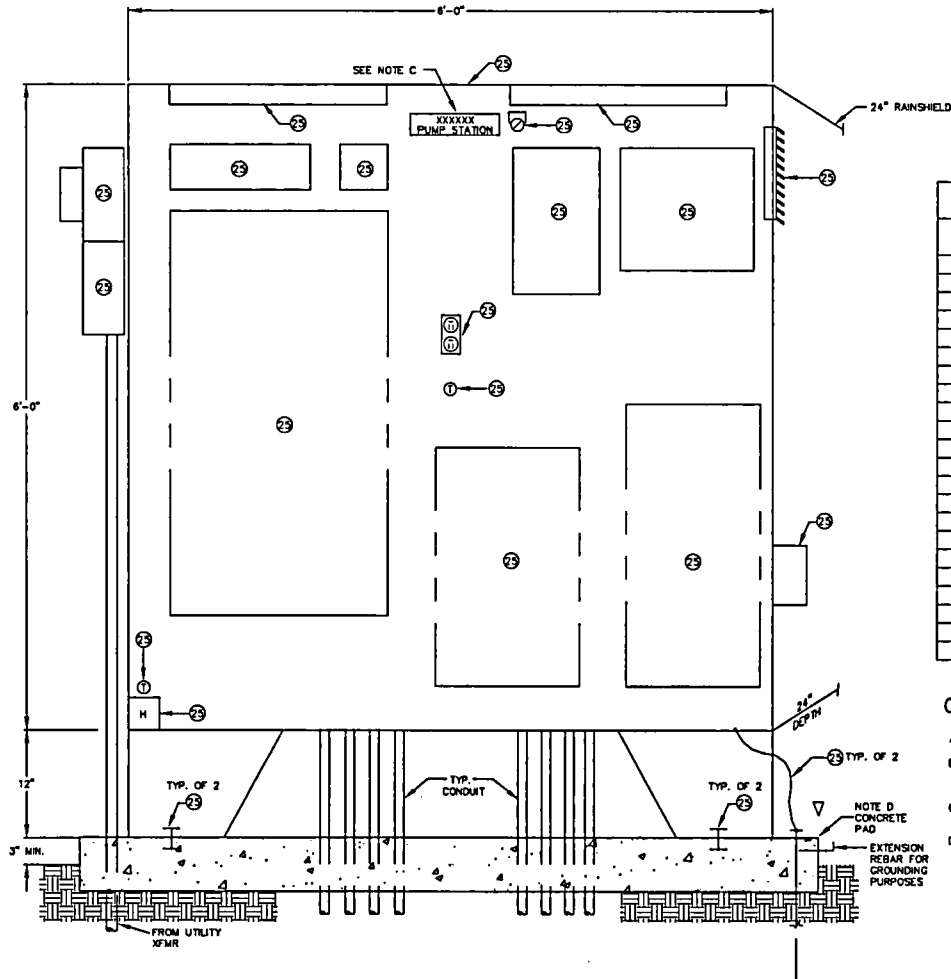 6'-0"
SEE NOTE C
25
24" RAINSHIELD
25
25
25
XXXXXX
PUMP STATION
25
25
25
25
25
25
25
25
25
T
25
6'-0"
25
25
25
25
25
T
H
25
24"
DEPTH
12"
TYP. OF 2
25
TYP.
CONDUIT
TYP. OF 2
25
25 TYP. OF 2
NOTE D
CONCRETE
PAD
3" MIN.
EXTENSION
REBAR FOR
GROUNDING
PURPOSES
FROM UTILITY
XFMR